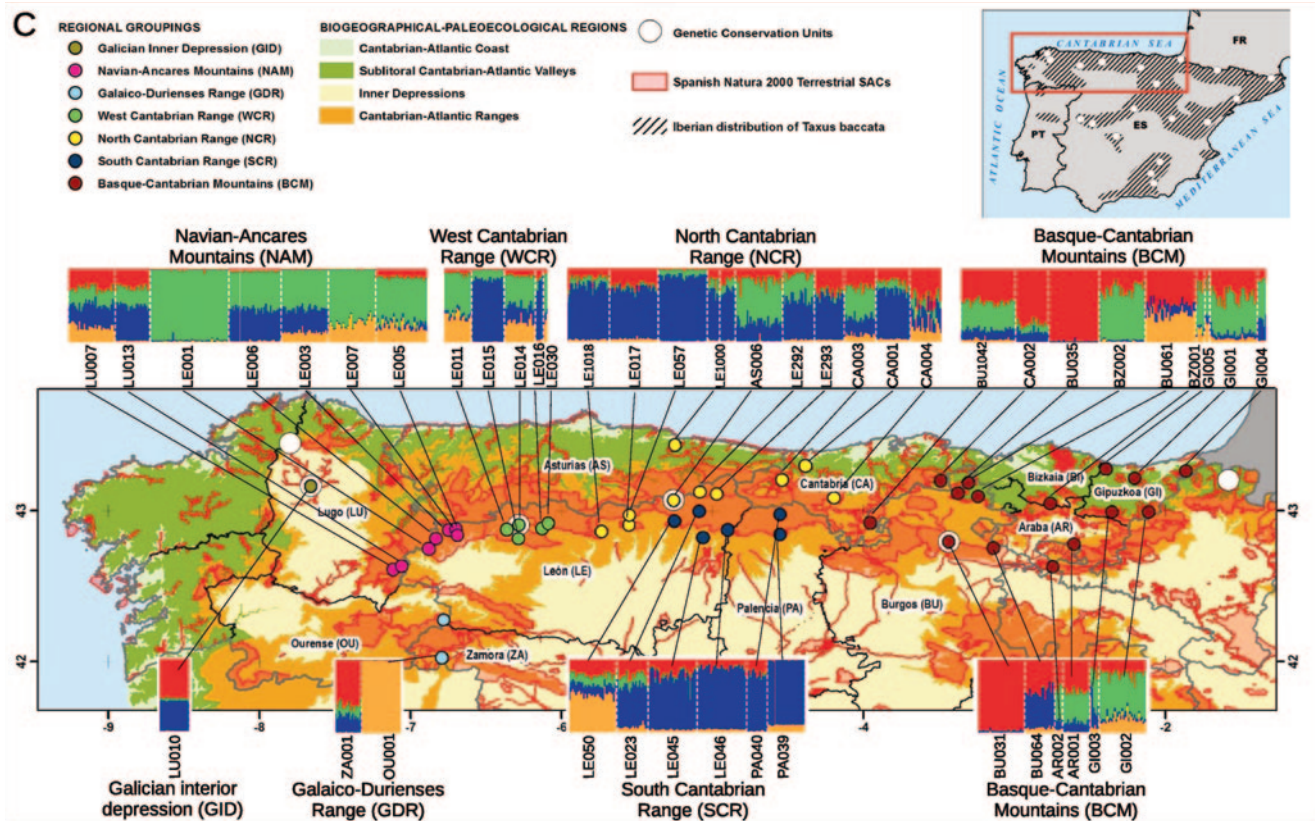 C
REGIONAL GROUPINGS
Galician Inner Depression (GID)
Navian-Ancares Mountains (NAM)
Galaico-Durienses Range (GDR)
West Cantabrian Range (WCR)
North Cantabrian Range (NCR)
South Cantabrian Range (SCR)
Basque-Cantabrian Mountains (BCM)
BIOGEOGRAPHICAL-PALEOECOLOGICAL REGIONS
Cantabrian-Atlantic Coast
Sublitoral Cantabrian-Atlantic Valleys
Inner Depressions
Cantabrian-Atlantic Ranges
Genetic Conservation Units
Spanish Natura 2000 Terrestrial SACs
Iberian distribution of Taxus baccata
CANTABRIAN SEA
FR
ATLANTIC OCEAN
PT
ES
MEDITERRANEAN SEA
Navian-Ancares
Mountains (NAM)
West Cantabrian
Range (WCR)
North Cantabrian
Range (NCR)
Basque-Cantabrian
Mountains (BCM)
LU007
LU013
LE001
LE006
LE003
LE007
LE005
LE011
LE015
LE014
LE016
LE030
LE1018
LE017
LE057
LE1000
AS006
LE292
LE293
CA003
CA001
CA004
BU042
CA002
BU035
BZ002
BU061
BZ001
GI005
GI001
GI004
Asturias (AS)
Cantabria (CA)
Bizkaia (BI)
Gipuzkoa (GI)
43
Lugo (LU)
Araba (AR)
43
León (LE)
Palencia (PA)
Burgos (BU)
Ourense (OU)
Zamora (ZA)
42
42
-9
-8
-7
-6
-4
-2
LU010
ZA001
OU001
LE050
LE023
LE045
LE046
PA040
PA039
BU031
BU064
AR002
AR001
GI003
GI002
Galician interior
depression (GID)
Galaico-Durienses
Range (GDR)
South Cantabrian
Range (SCR)
Basque-Cantabrian
Mountains (BCM)